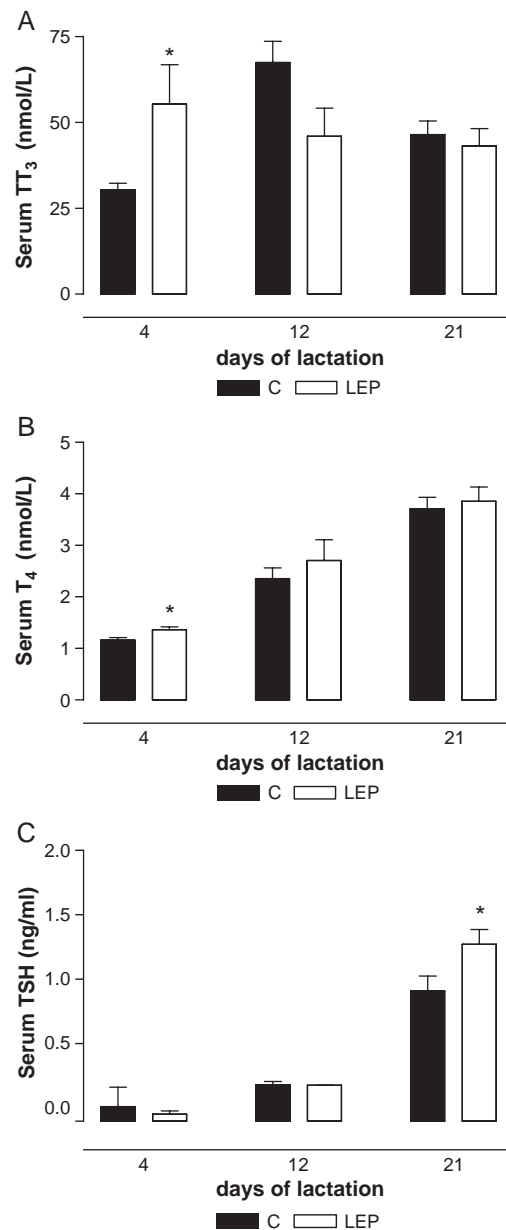 A
Serum TT3 (nmol/L)
75
50
25
0
*
4 12 21
days of lactation
C LEP
B
Serum T4 (nmol/L)
5
4
3
2
1
0
*
4 12 21
days of lactation
C LEP
C
Serum TSH (ng/ml)
2.0
1.5
1.0
0.5
0.0
*
4 12 21
days of lactation
C LEP